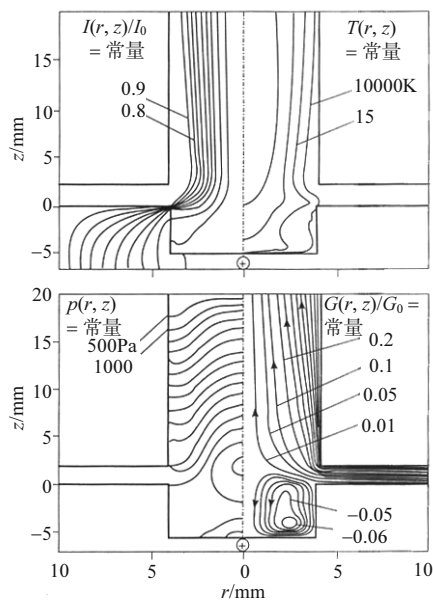 I(r, z)/I₀
= 常量
T(r, z)
= 常量
15
10000K
0.9
15
0.8
10
z/mm
5
0
−5
+
20
p(r, z)
= 常量
G(r, z)/G₀ =
常量
500Pa
1000
15
0.2
10
0.1
z/mm
0.05
5
0.01
0
−0.05
−5
−0.06
+
10
5
0
5
10
r/mm